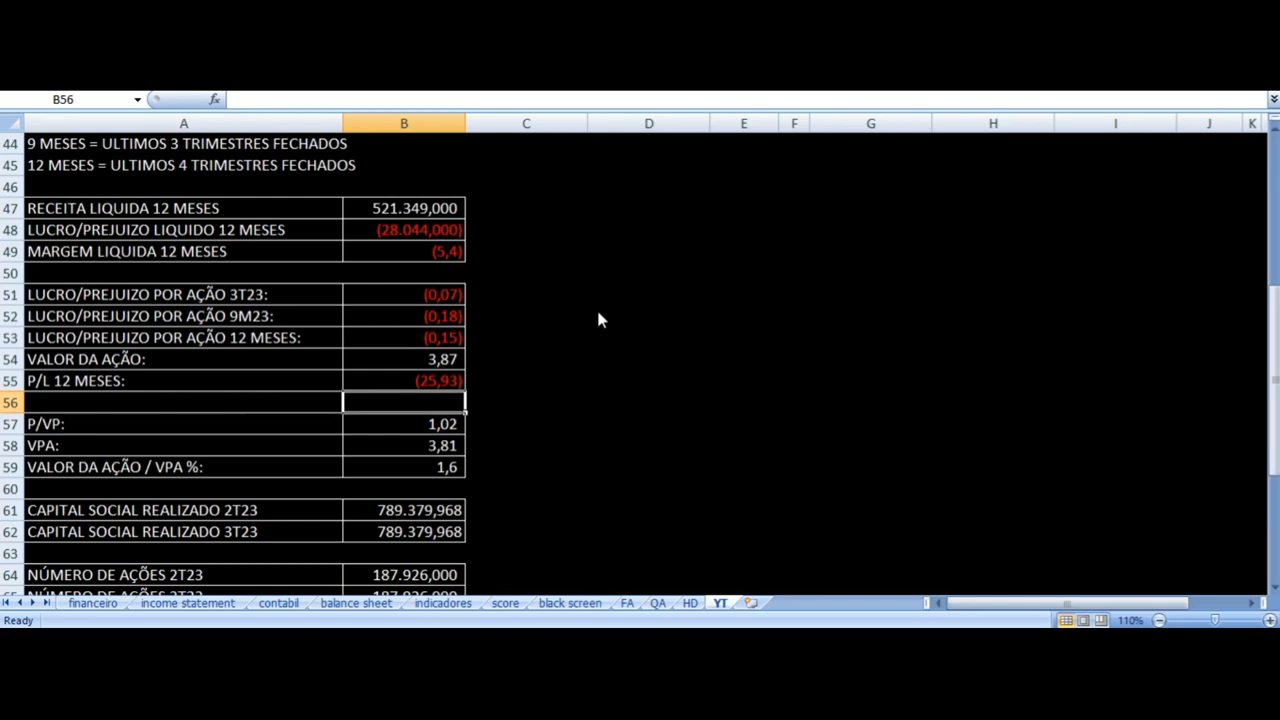 B56
fx
A B C D E F G H I J K
44 9 MESES = ULTIMOS 3 TRIMESTRES FECHADOS
45 12 MESES = ULTIMOS 4 TRIMESTRES FECHADOS
46
47 RECEITA LIQUIDA 12 MESES 521.349,000
48 LUCRO/PREJUIZO LIQUIDO 12 MESES (28.044,000)
49 MARGEM LIQUIDA 12 MESES (5,4)
50
51 LUCRO/PREJUIZO POR AÇÃO 3T23: (0,07)
52 LUCRO/PREJUIZO POR AÇÃO 9M23: (0,18)
53 LUCRO/PREJUIZO POR AÇÃO 12 MESES: (0,15)
54 VALOR DA AÇÃO: 3,87
55 P/L 12 MESES: (25,93)
56
57 P/VP: 1,02
58 VPA: 3,81
59 VALOR DA AÇÃO / VPA %: 1,6
60
61 CAPITAL SOCIAL REALIZADO 2T23 789.379,968
62 CAPITAL SOCIAL REALIZADO 3T23 789.379,968
63
64 NÚMERO DE AÇÕES 2T23 187.926,000
financeiro income statement contabil balance sheet indicadores score black screen FA QA HD YT
Ready 110%